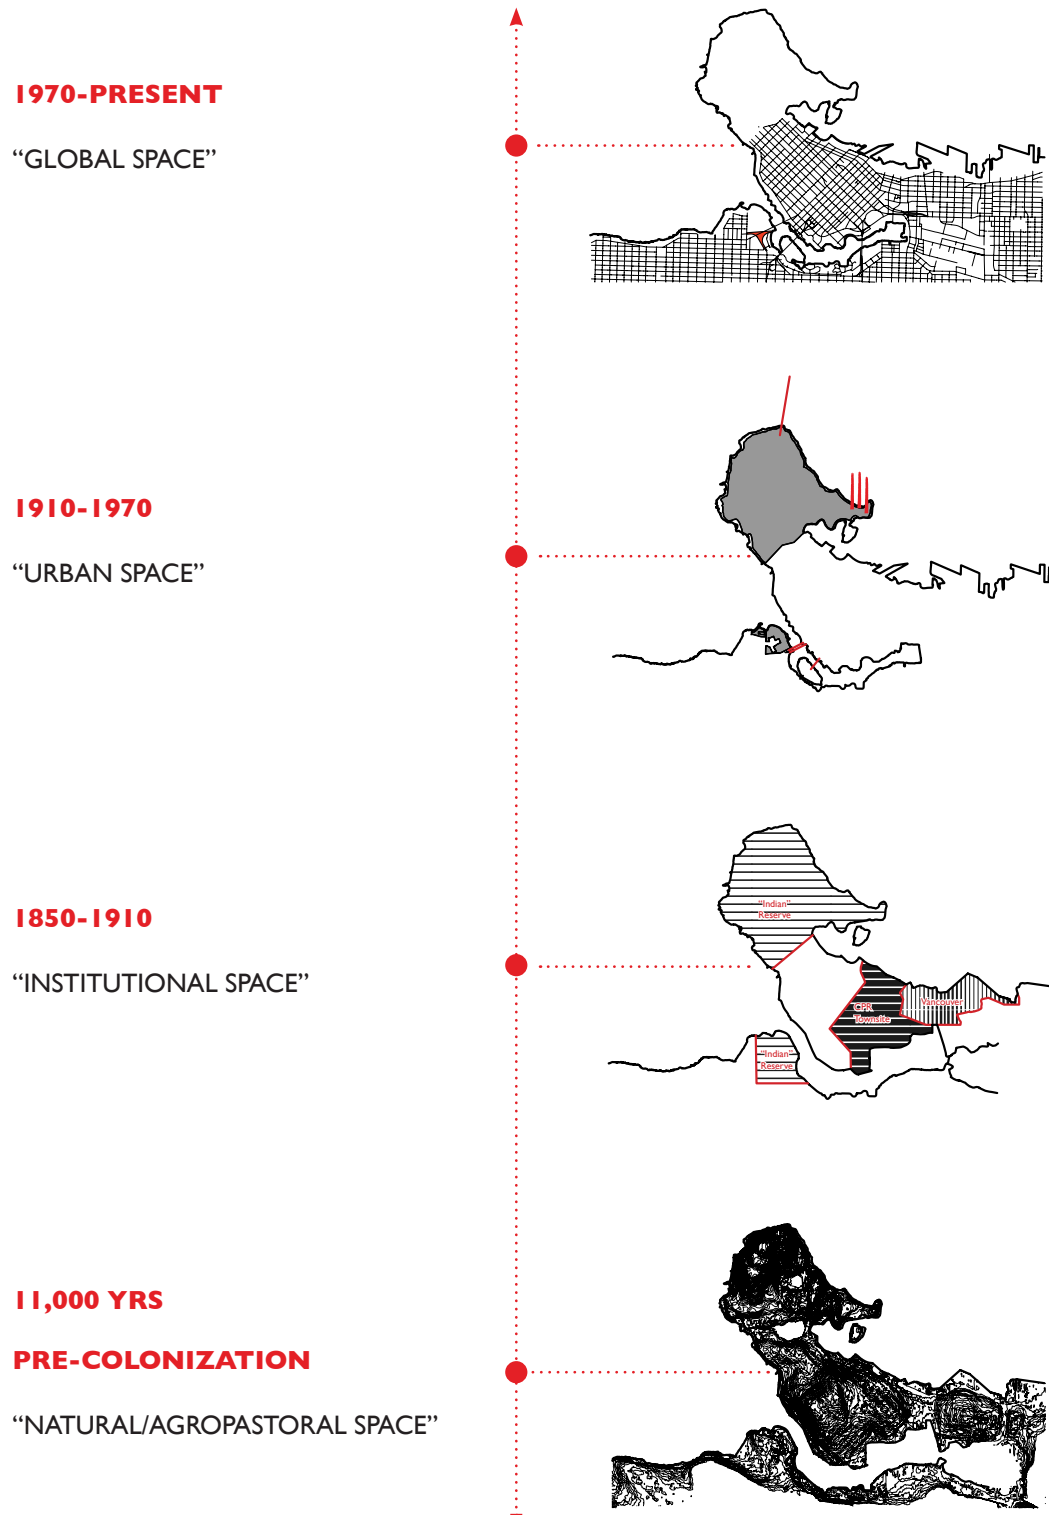 1970-PRESENT
“GLOBAL SPACE”
1910-1970
“URBAN SPACE”
1850-1910
“INSTITUTIONAL SPACE”
“Indian”
Reserve
CPR
Townsite
Vancouver
“Indian”
Reserve
11,000 YRS
PRE-COLONIZATION
“NATURAL/AGROPASTORAL SPACE”